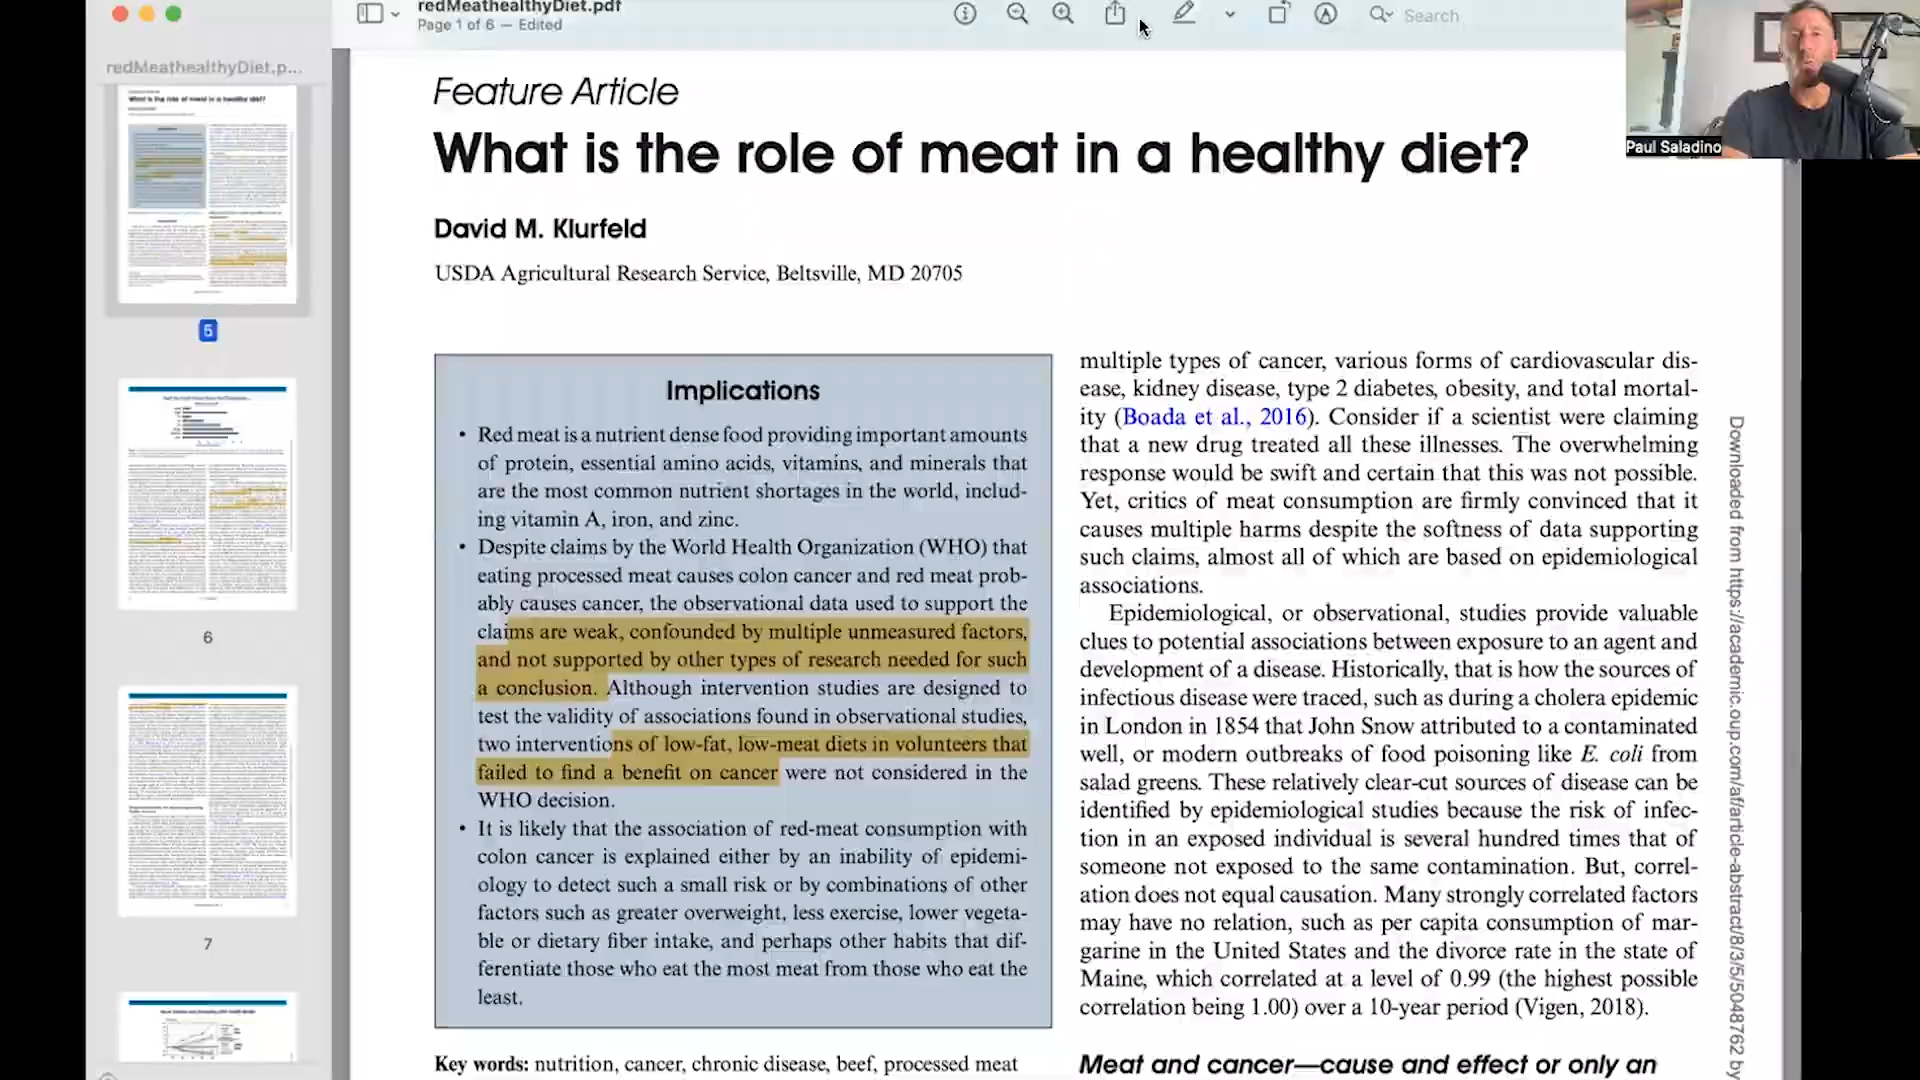 redMeathealthyDiet.pdf
Page 1 of 6 – Edited
Search
redMeathealthyDiet.p...
What is the role of meat in a healthy diet?
5
6
7
Paul Saladino
Feature Article
What is the role of meat in a healthy diet?
David M. Klurfeld
USDA Agricultural Research Service, Beltsville, MD 20705
Implications
• Red meat is a nutrient dense food providing important amounts
of protein, essential amino acids, vitamins, and minerals that
are the most common nutrient shortages in the world, includ-
ing vitamin A, iron, and zinc.
• Despite claims by the World Health Organization (WHO) that
eating processed meat causes colon cancer and red meat prob-
ably causes cancer, the observational data used to support the
claims are weak, confounded by multiple unmeasured factors,
and not supported by other types of research needed for such
a conclusion. Although intervention studies are designed to
test the validity of associations found in observational studies,
two interventions of low-fat, low-meat diets in volunteers that
failed to find a benefit on cancer were not considered in the
WHO decision.
• It is likely that the association of red-meat consumption with
colon cancer is explained either by an inability of epidemi-
ology to detect such a small risk or by combinations of other
factors such as greater overweight, less exercise, lower vegeta-
ble or dietary fiber intake, and perhaps other habits that dif-
ferentiate those who eat the most meat from those who eat the
least.
Key words: nutrition, cancer, chronic disease, beef, processed meat
multiple types of cancer, various forms of cardiovascular dis-
ease, kidney disease, type 2 diabetes, obesity, and total mortal-
ity (Boada et al., 2016). Consider if a scientist were claiming
that a new drug treated all these illnesses. The overwhelming
response would be swift and certain that this was not possible.
Yet, critics of meat consumption are firmly convinced that it
causes multiple harms despite the softness of data supporting
such claims, almost all of which are based on epidemiological
associations.
Epidemiological, or observational, studies provide valuable
clues to potential associations between exposure to an agent and
development of a disease. Historically, that is how the sources of
infectious disease were traced, such as during a cholera epidemic
in London in 1854 that John Snow attributed to a contaminated
well, or modern outbreaks of food poisoning like E. coli from
salad greens. These relatively clear-cut sources of disease can be
identified by epidemiological studies because the risk of infec-
tion in an exposed individual is several hundred times that of
someone not exposed to the same contamination. But, correl-
ation does not equal causation. Many strongly correlated factors
may have no relation, such as per capita consumption of mar-
garine in the United States and the divorce rate in the state of
Maine, which correlated at a level of 0.99 (the highest possible
correlation being 1.00) over a 10-year period (Vigen, 2018).
Meat and cancer—cause and effect or only an
Downloaded from https://academic.oup.com/af/article-abstract/8/3/5/5048762 by